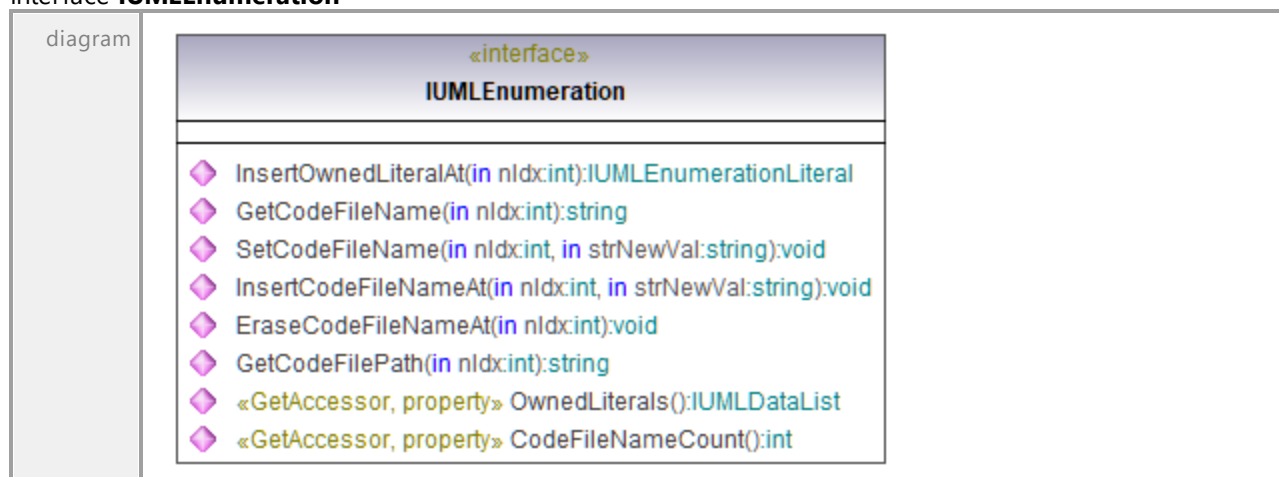 interface IUMLEnumeration
diagram
«interface»
IUMLEnumeration
InsertOwnedLiteralAt(in nIdx:int):IUMLEnumerationLiteral
GetCodeFileName(in nIdx:int):string
SetCodeFileName(in nIdx:int, in strNewVal:string):void
InsertCodeFileNameAt(in nIdx:int, in strNewVal:string):void
EraseCodeFileNameAt(in nIdx:int):void
GetCodeFilePath(in nIdx:int):string
«GetAccessor, property» OwnedLiterals():IUMLDataList
«GetAccessor, property» CodeFileNameCount():int